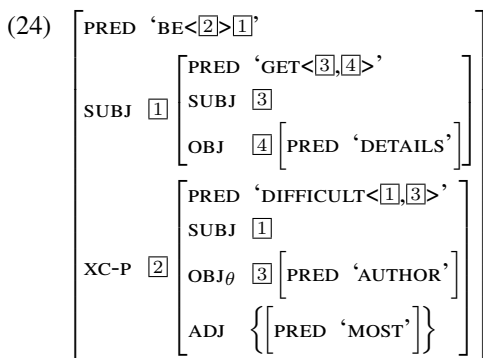 (24) PRED ‘BE<2>1’
PRED ‘GET<3,4>’
SUBJ 1 SUBJ 3
OBJ 4 [PRED ‘DETAILS’]
PRED ‘DIFFICULT<1,3>’
SUBJ 1
XC-P 2 OBJθ 3 [PRED ‘AUTHOR’]
ADJ {[PRED ‘MOST’]}